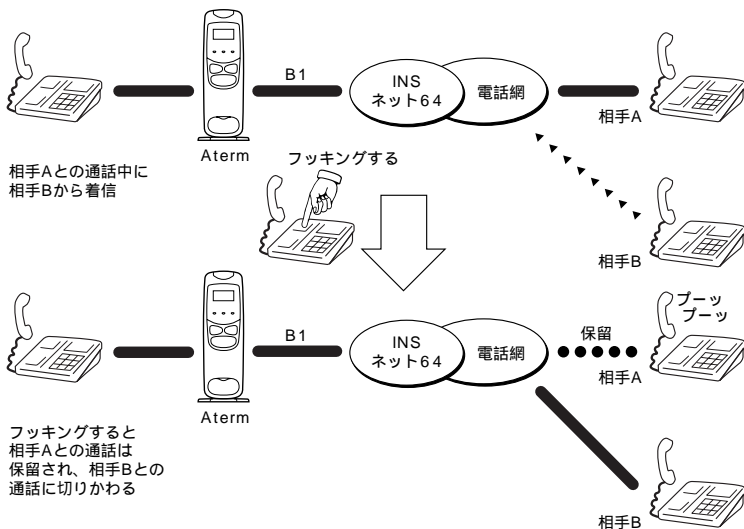 B1
INS
ネット64
電話網
相手A
Aterm
相手Aとの通話中に
相手Bから着信
フッキングする
相手B
プーッ
プーッ
B1
INS
ネット64
電話網
保留
相手A
Aterm
フッキングすると
相手Aとの通話は
保留され、相手Bとの
通話に切りかわる
相手B